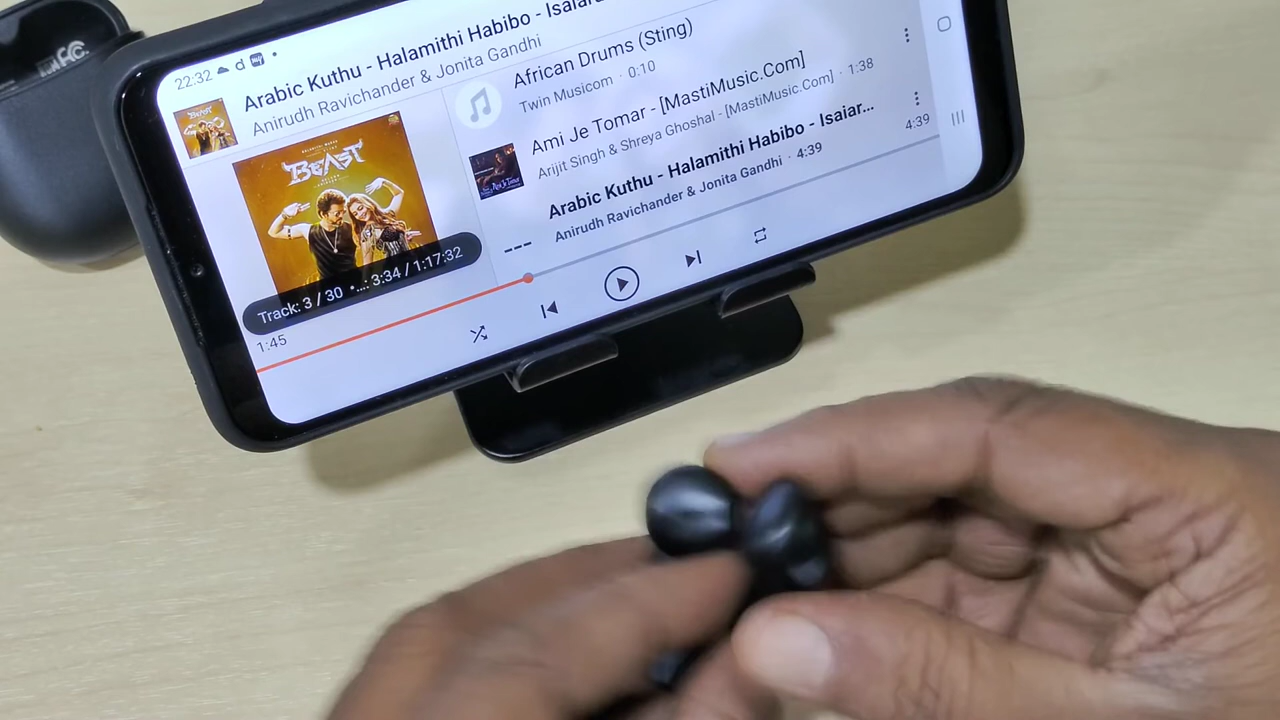 22:32
Arabic Kuthu - Halamithi Habibo - Isaiara
Anirudh Ravichander & Jonita Gandhi
BEAST
BEAST
Track: 3 / 30 •...: 3:34 / 1:17:32
1:45
African Drums (Sting)
Twin Musicom · 0:10
Ami Je Tomar - [MastiMusic.Com]
Arijit Singh & Shreya Ghoshal - [MastiMusic.Com] · 1:38
Arabic Kuthu - Halamithi Habibo - Isaiar...
Anirudh Ravichander & Jonita Gandhi · 4:39
4:39